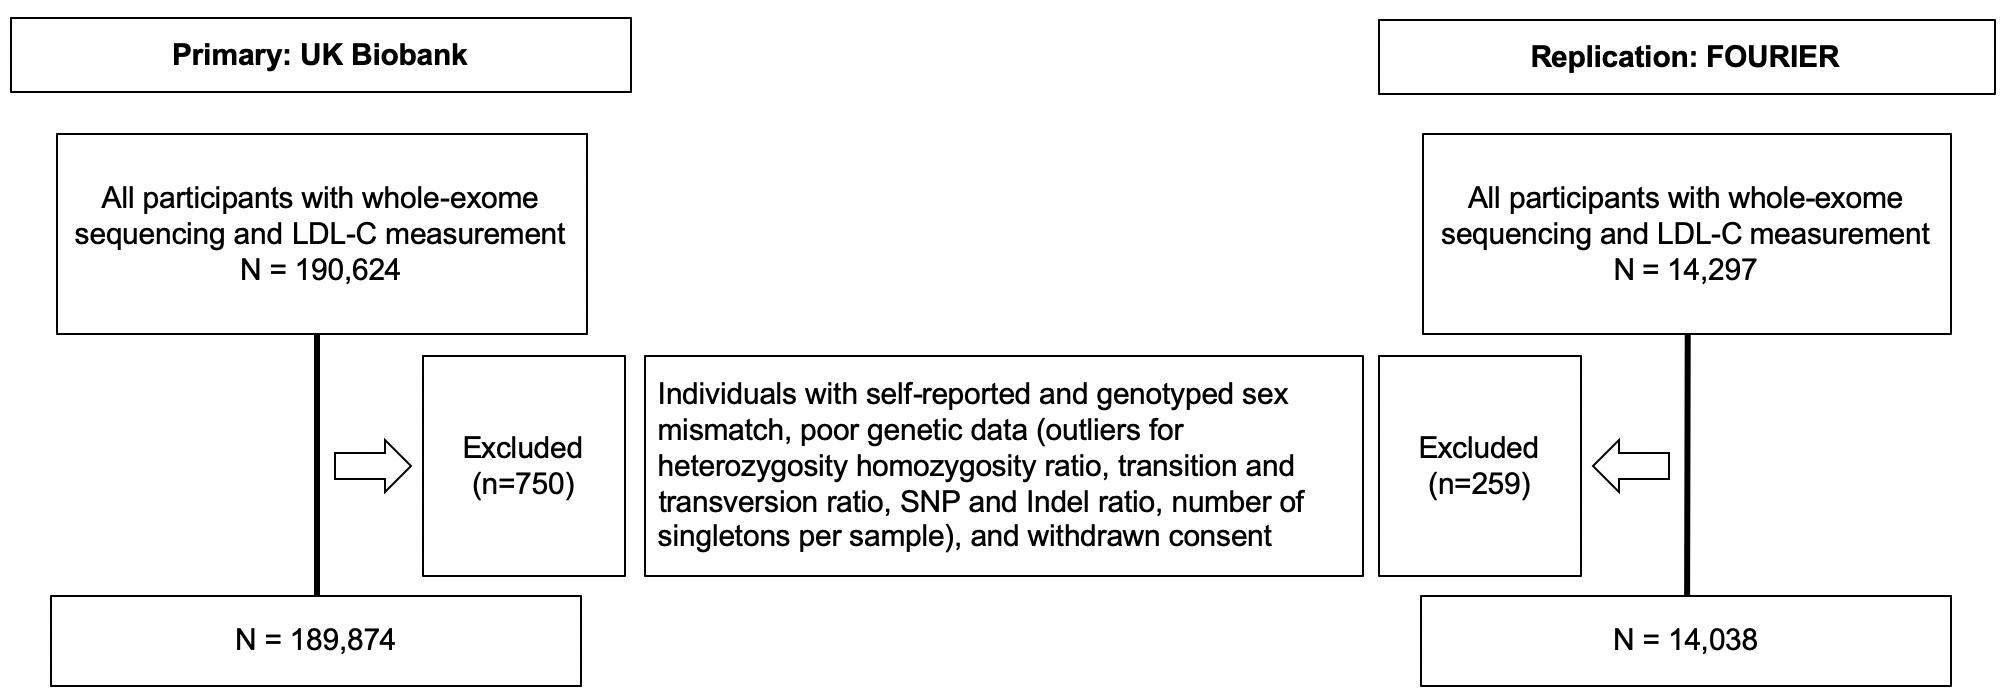 Primary: UK Biobank
Replication: FOURIER
All participants with whole-exome
sequencing and LDL-C measurement
N = 190,624
All participants with whole-exome
sequencing and LDL-C measurement
N = 14,297
Excluded
(n=750)
Individuals with self-reported and genotyped sex
mismatch, poor genetic data (outliers for
heterozygosity homozygosity ratio, transition and
transversion ratio, SNP and Indel ratio, number of
singletons per sample), and withdrawn consent
Excluded
(n=259)
N = 189,874
N = 14,038